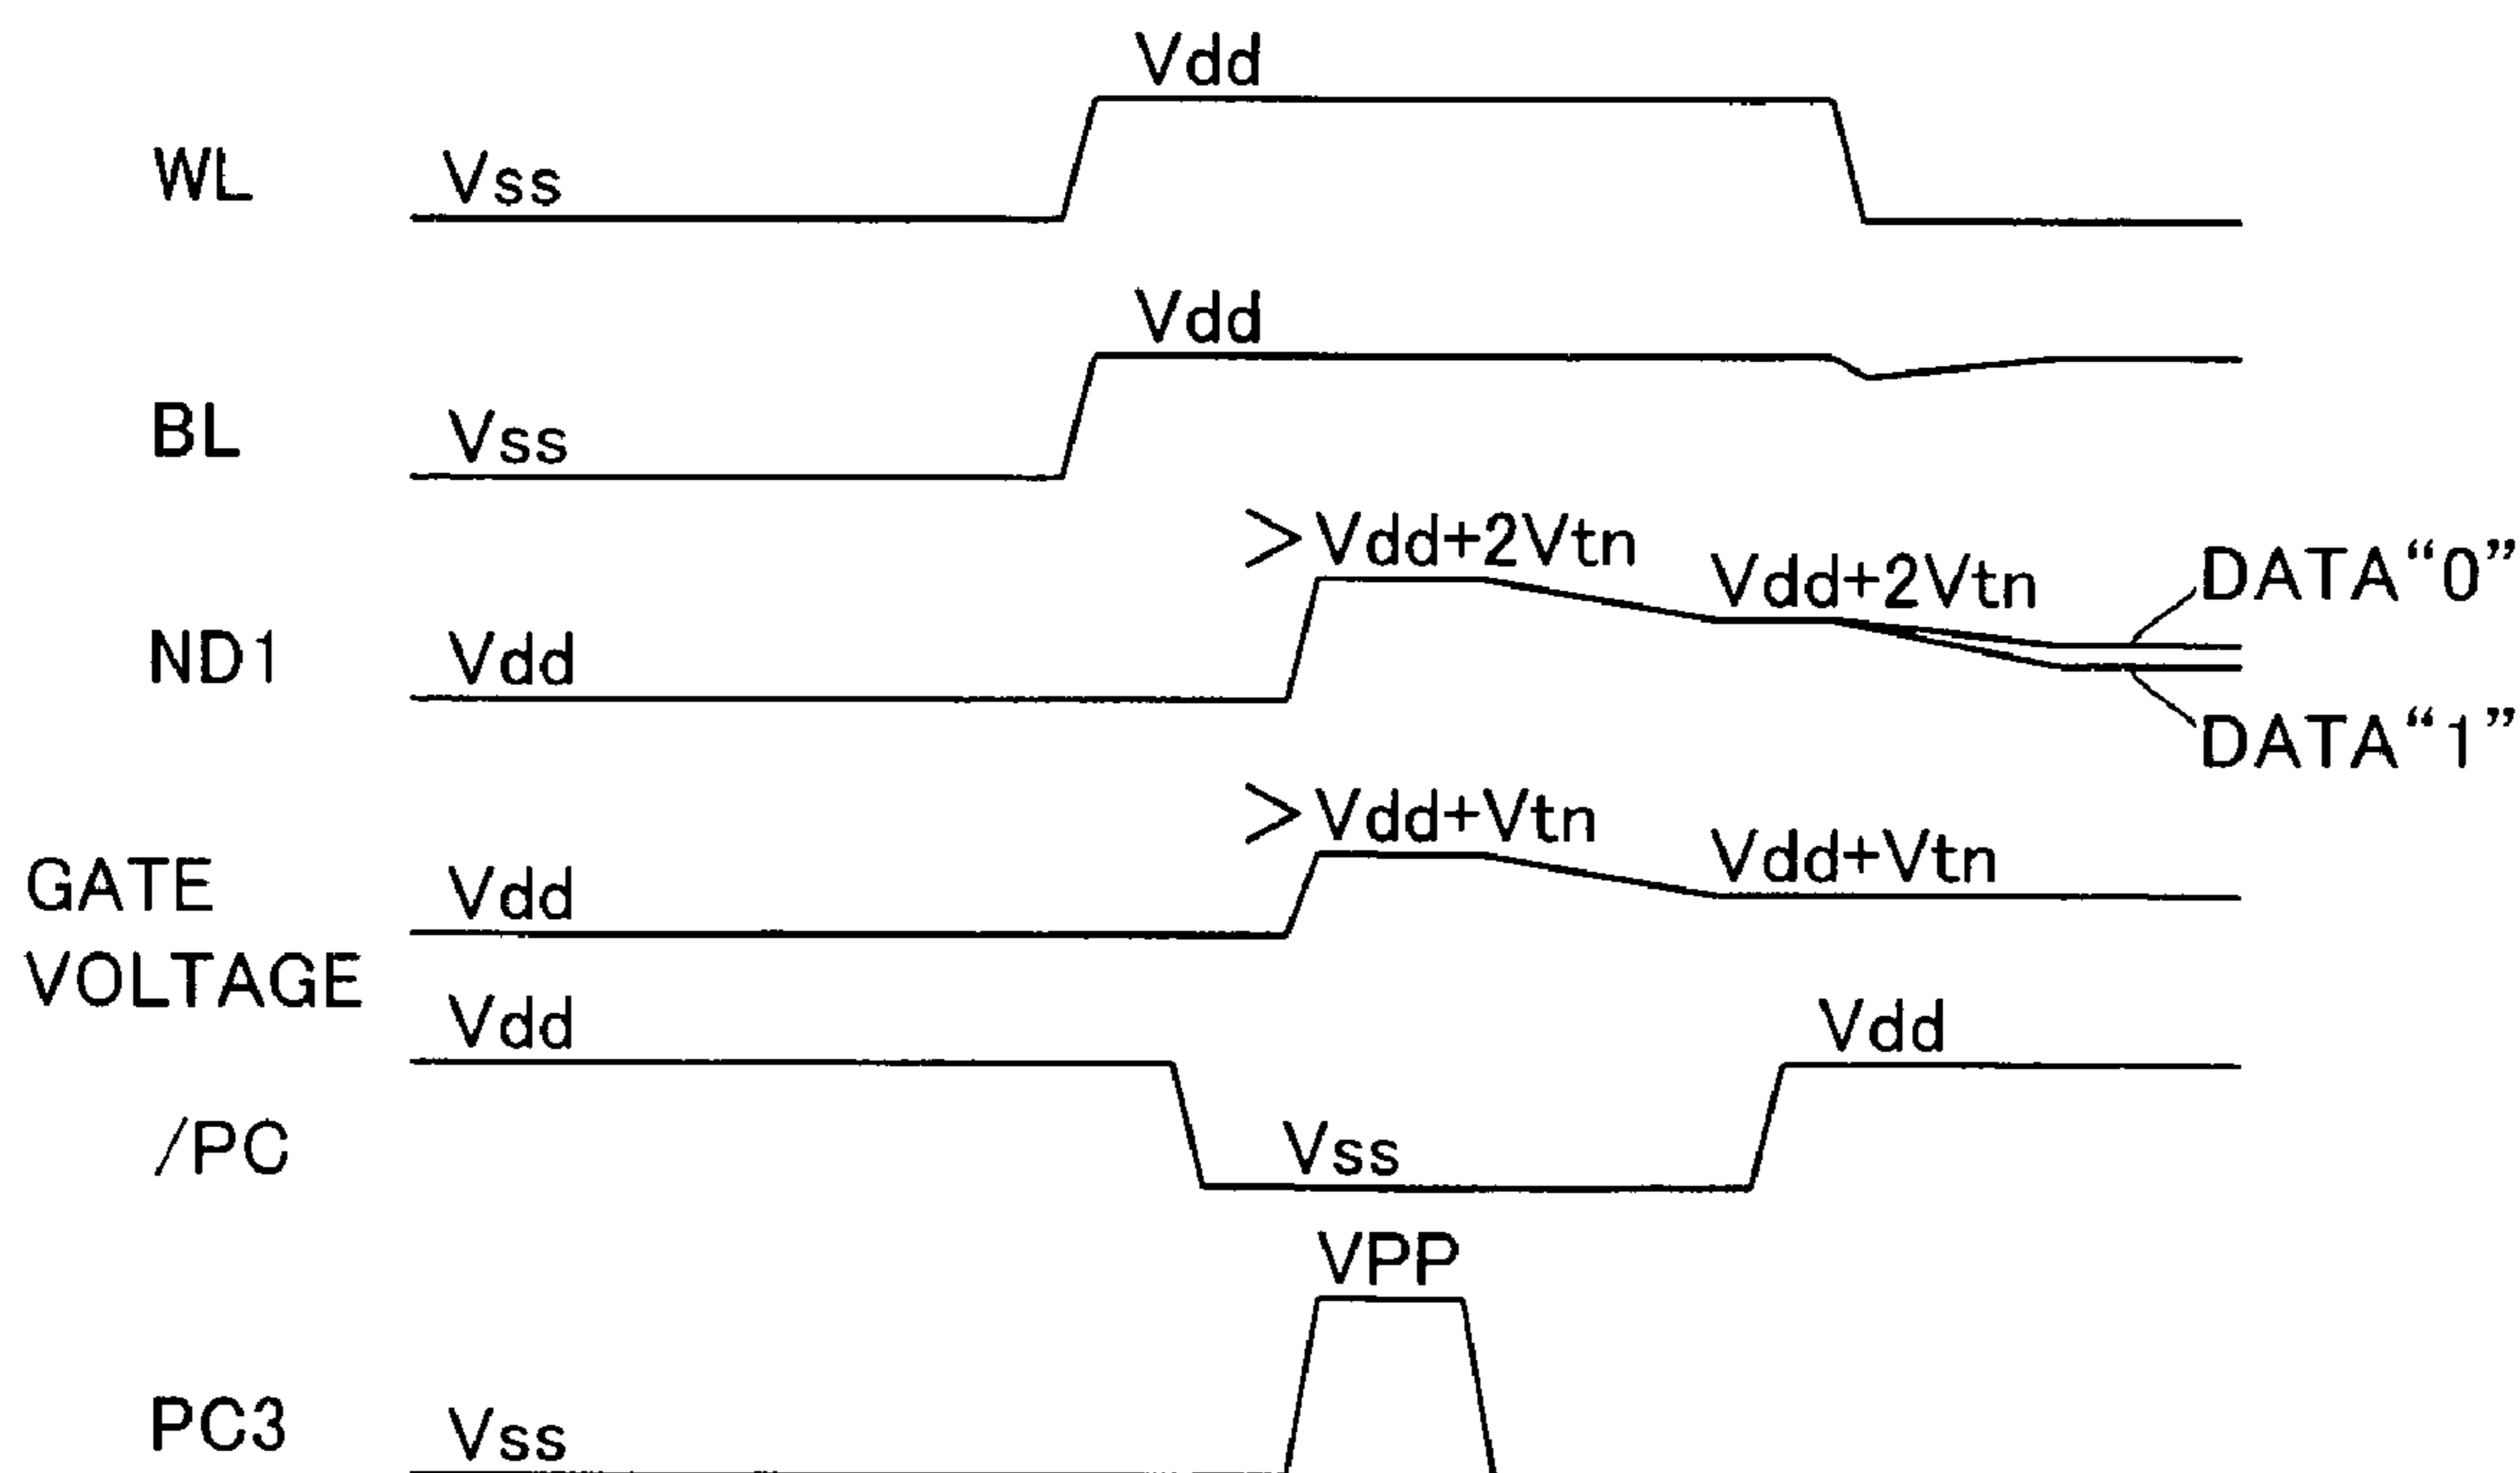 Vdd
WL
Vss
Vdd
BL
Vss
>Vdd+2Vtn
Vdd+2Vtn
DATA“0”
ND1
Vdd
DATA“1”
>Vdd+Vtn
Vdd+Vtn
GATE
VOLTAGE
Vdd
Vdd
Vdd
/PC
Vss
VPP
PC3
Vss